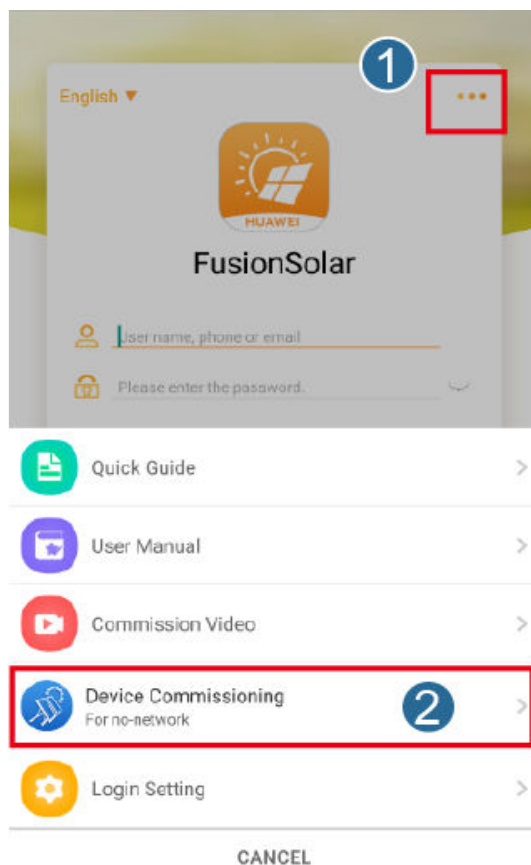 1
English ▼
HUAWEI
FusionSolar
User name, phone or email
Please enter the password.
Quick Guide
User Manual
Commission Video
Device Commissioning
For no-network
2
Login Setting
CANCEL